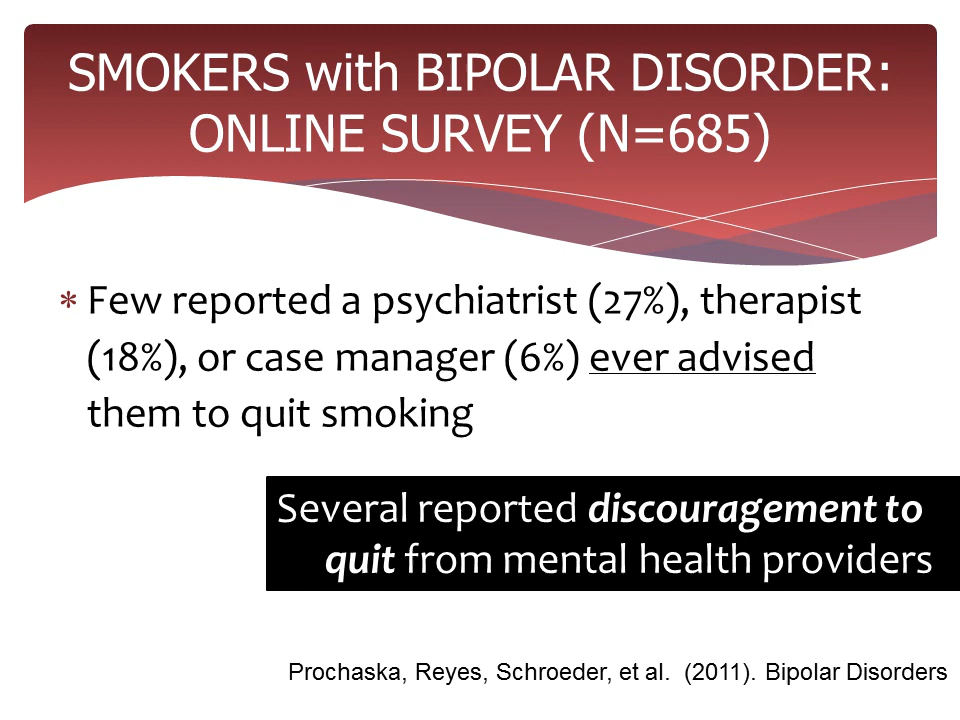 SMOKERS with BIPOLAR DISORDER:
ONLINE SURVEY (N=685)
* Few reported a psychiatrist (27%), therapist
(18%), or case manager (6%) ever advised
them to quit smoking
Several reported discouragement to
quit from mental health providers
Prochaska, Reyes, Schroeder, et al. (2011). Bipolar Disorders